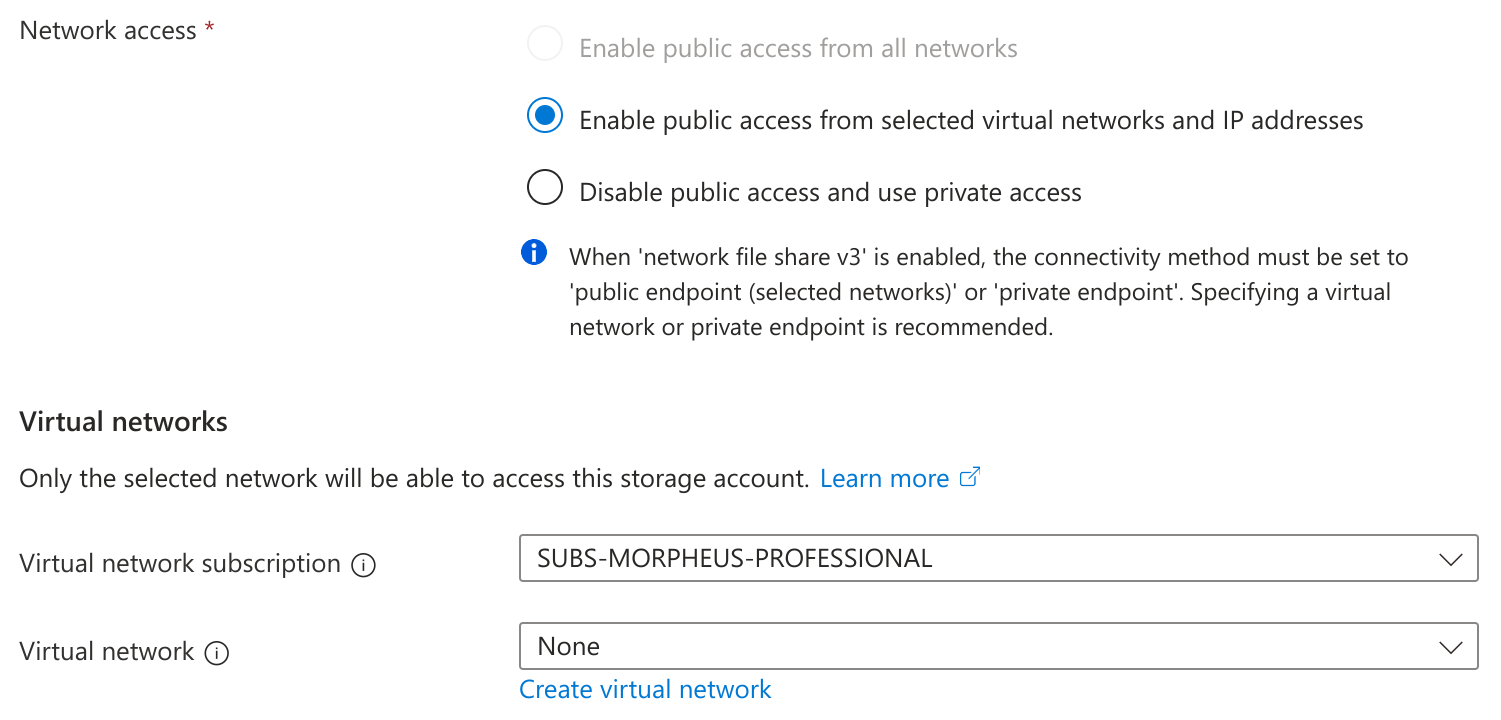 Network access *
Enable public access from all networks
Enable public access from selected virtual networks and IP addresses
Disable public access and use private access
When 'network file share v3' is enabled, the connectivity method must be set to
'public endpoint (selected networks)' or 'private endpoint'. Specifying a virtual
network or private endpoint is recommended.
Virtual networks
Only the selected network will be able to access this storage account. Learn more
Virtual network subscription
SUBS-MORPHEUS-PROFESSIONAL
Virtual network
None
Create virtual network